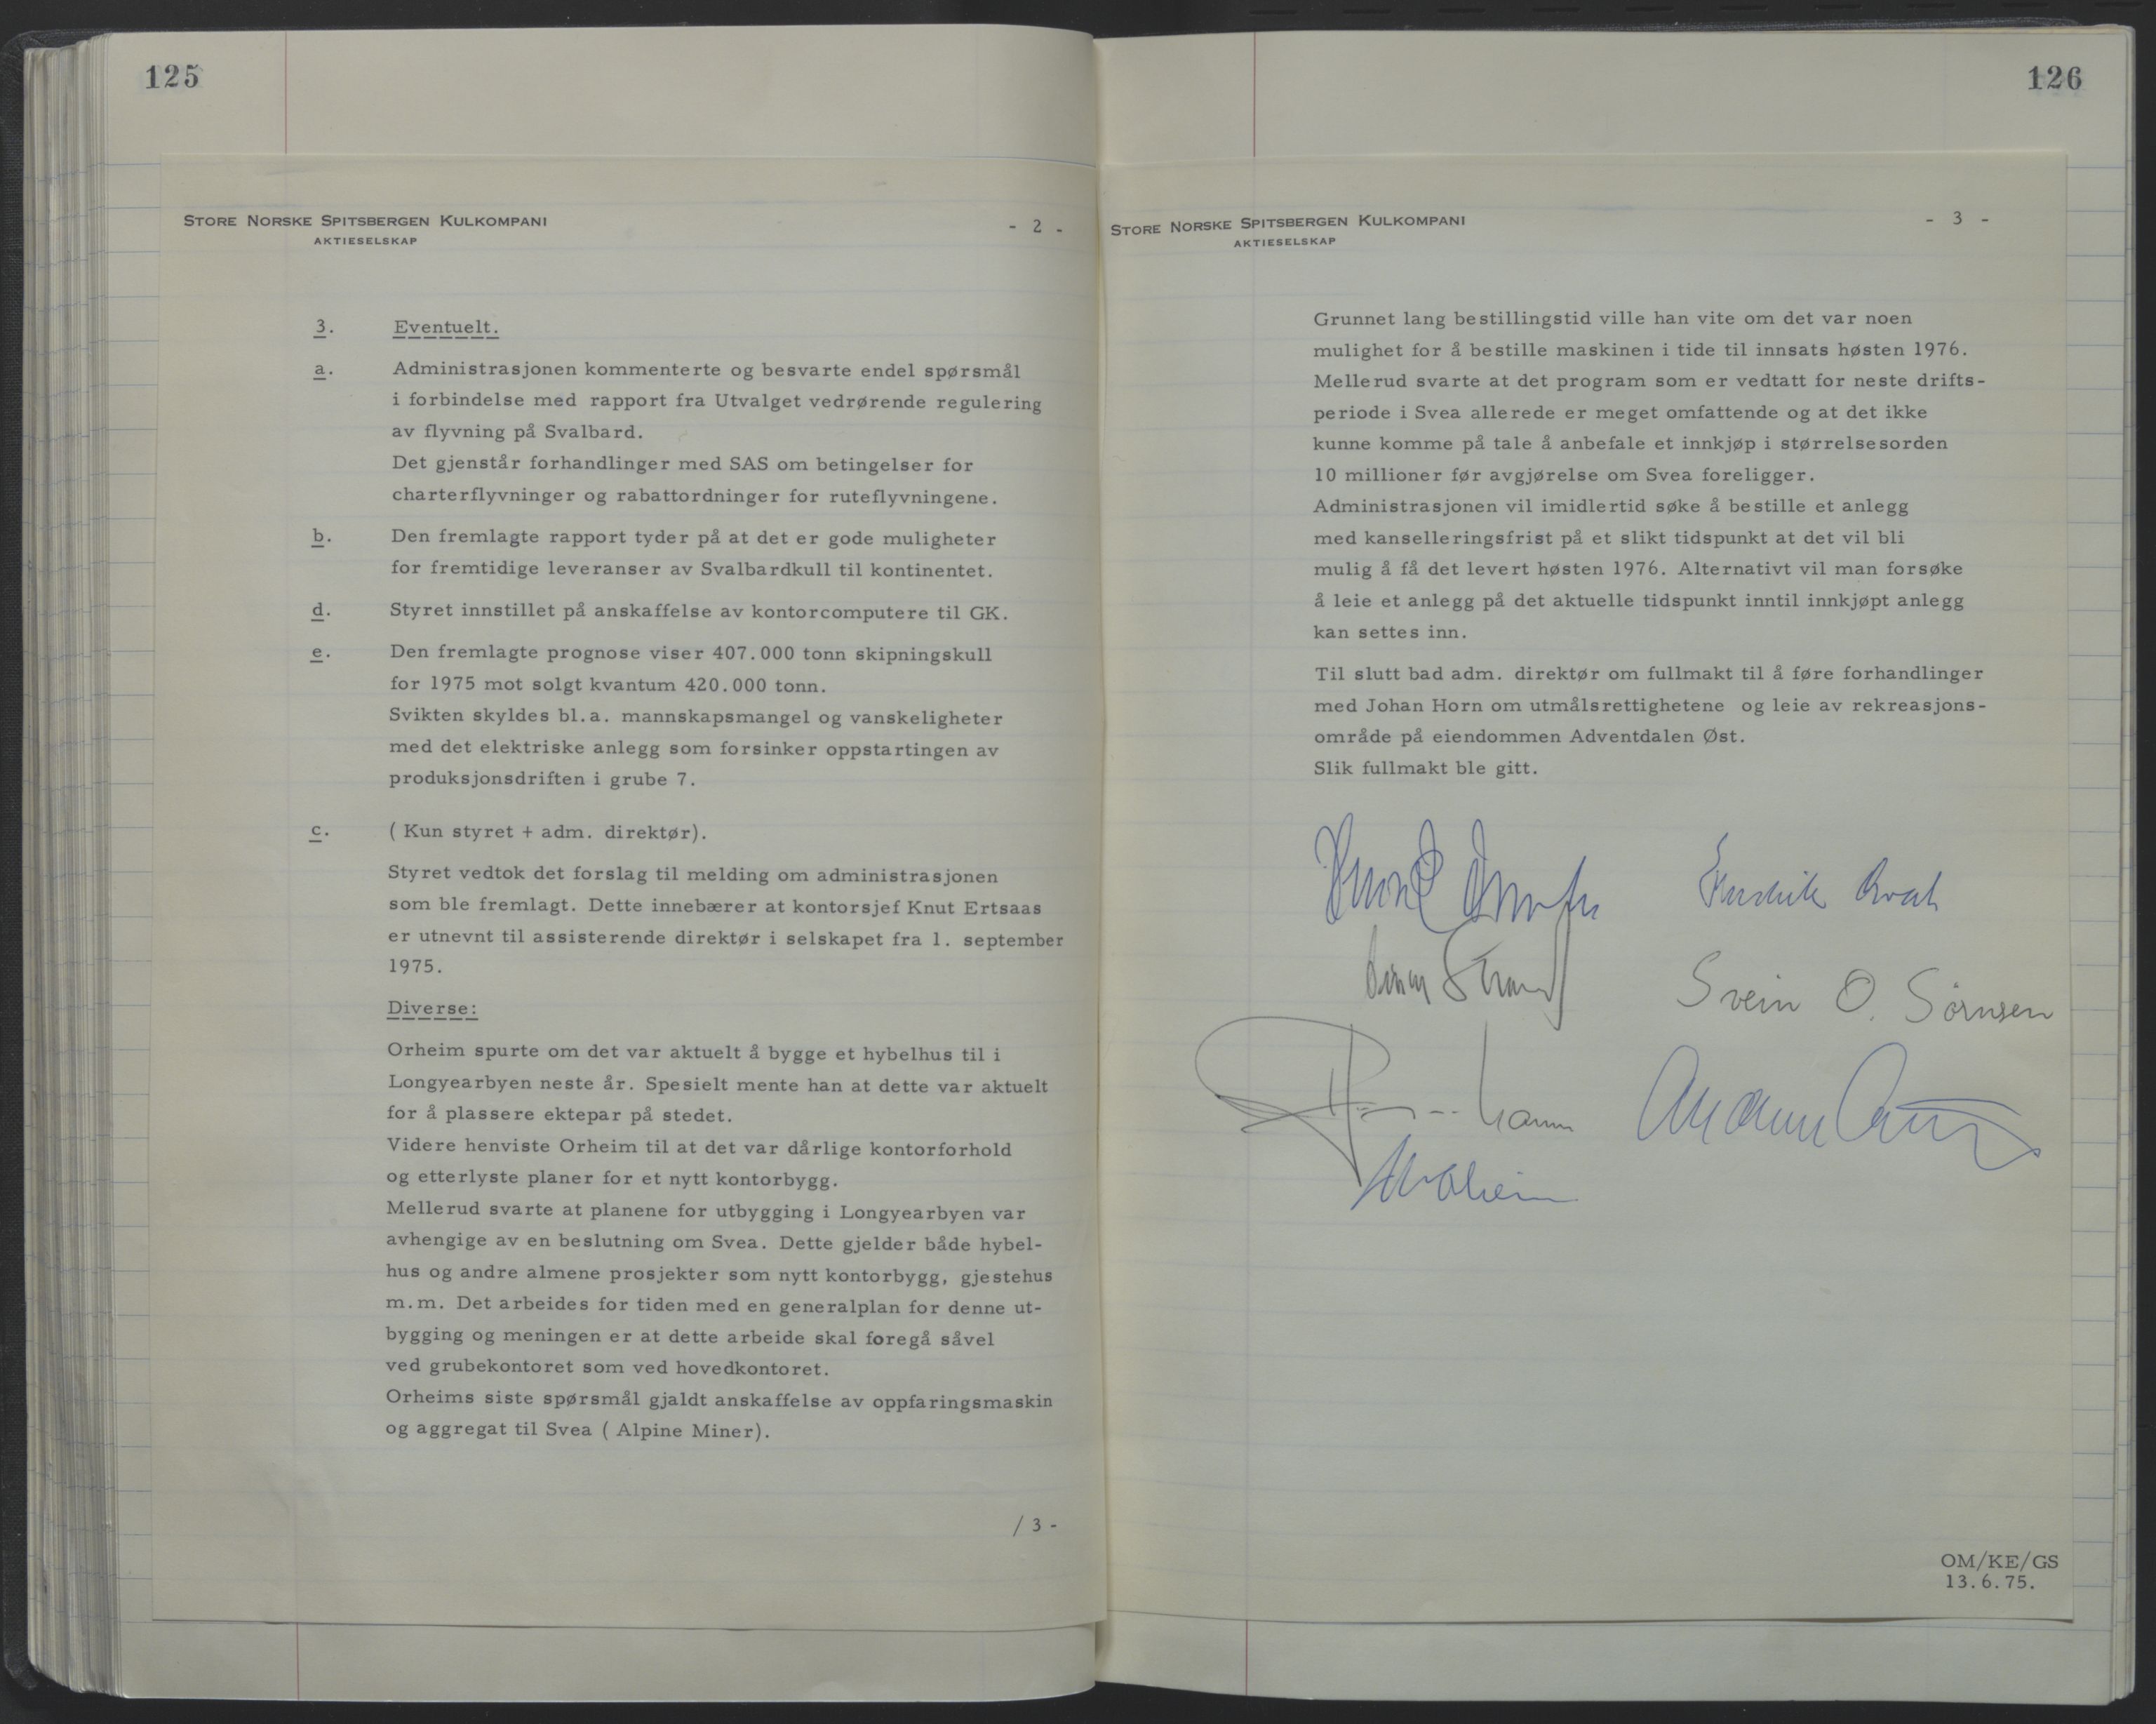 125
STORE NORSKE SPITSBERGEN KULKOMPANI
AKTIESELSKAP
- 2 -
3. Eventuelt.
a. Administrasjonen kommenterte og besvarte endel spørsmål
i forbindelse med rapport fra Utvalget vedrørende regulering
av flyvning på Svalbard.
Det gjenstår forhandlinger med SAS om betingelser for
charterflyvninger og rabattordninger for ruteflyvningene.
b. Den fremlagte rapport tyder på at det er gode muligheter
for fremtidige leveranser av Svalbardkull til kontinentet.
d. Styret innstillet på anskaffelse av kontorcomputere til GK.
e. Den fremlagte prognose viser 407.000 tonn skipningskull
for 1975 mot solgt kvantum 420.000 tonn.
Svikten skyldes bl.a. mannskapsmangel og vanskeligheter
med det elektriske anlegg som forsinker oppstartingen av
produksjonsdriften i grube 7.
c. ( Kun styret + adm. direktør).
Styret vedtok det forslag til melding om administrasjonen
som ble fremlagt. Dette innebærer at kontorsjef Knut Ertsaas
er utnevnt til assisterende direktør i selskapet fra 1. september
1975.
Diverse:
Orheim spurte om det var aktuelt å bygge et hybelhus til i
Longyearbyen neste år. Spesielt mente han at dette var aktuelt
for å plassere ektepar på stedet.
Videre henviste Orheim til at det var dårlige kontorforhold
og etterlyste planer for et nytt kontorbygg.
Mellerud svarte at planene for utbygging i Longyearbyen var
avhengige av en beslutning om Svea. Dette gjelder både hybel-
hus og andre almene prosjekter som nytt kontorbygg, gjestehus
m.m. Det arbeides for tiden med en generalplan for denne ut-
bygging og meningen er at dette arbeide skal foregå såvel
ved grubekontoret som ved hovedkontoret.
Orheims siste spørsmål gjaldt anskaffelse av oppfaringsmaskin
og aggregat til Svea ( Alpine Miner).
/ 3 -
126
STORE NORSKE SPITSBERGEN KULKOMPANI
AKTIESELSKAP
- 3 -
Grunnet lang bestillingstid ville han vite om det var noen
mulighet for å bestille maskinen i tide til innsats høsten 1976.
Mellerud svarte at det program som er vedtatt for neste drifts-
periode i Svea allerede er meget omfattende og at det ikke
kunne komme på tale å anbefale et innkjøp i størrelsesorden
10 millioner før avgjørelse om Svea foreligger.
Administrasjonen vil imidlertid søke å bestille et anlegg
med kanselleringsfrist på et slikt tidspunkt at det vil bli
mulig å få det levert høsten 1976. Alternativt vil man forsøke
å leie et anlegg på det aktuelle tidspunkt inntil innkjøpt anlegg
kan settes inn.
Til slutt bad adm. direktør om fullmakt til å føre forhandlinger
med Johan Horn om utmålsrettighetene og leie av rekreasjons-
område på eiendommen Adventdalen Øst.
Slik fullmakt ble gitt.
Svein O. Sörnsen
OM/KE/GS
13.6.75.